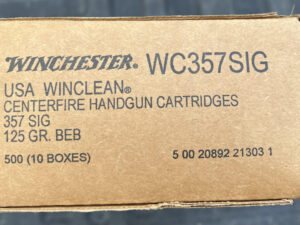 WINCHESTER® WC357SIG
USA WINCLEAN®
CENTERFIRE HANDGUN CARTRIDGES
357 SIG
125 GR. BEB
500 (10 BOXES) 5 00 20892 21303 1